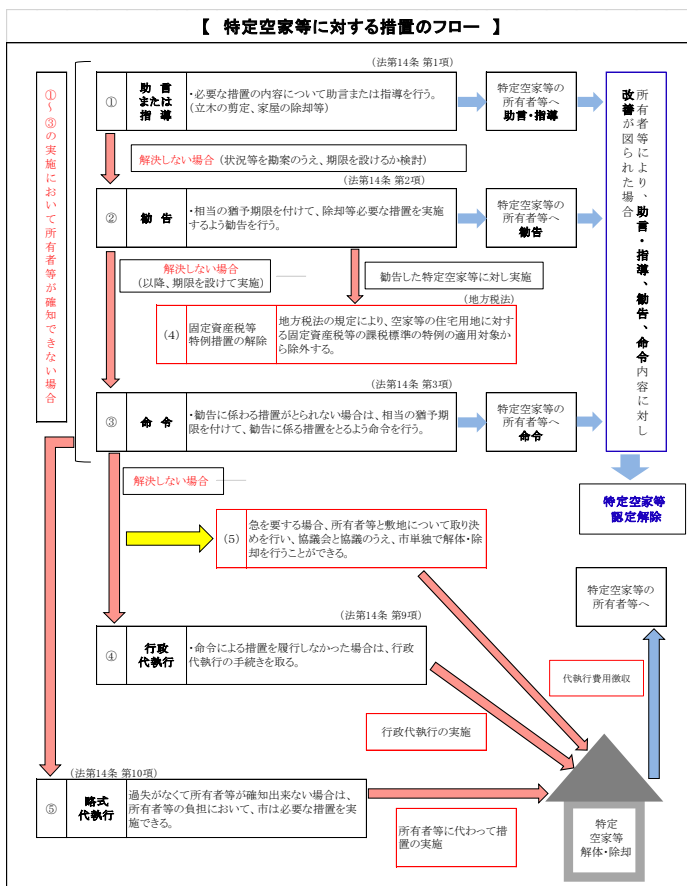 【 特定空家等に対する措置のフロー 】
①～③の実施において所有者等が確知できない場合
(法第14条 第1項)
①
助 言
または
指 導
・必要な措置の内容について助言または指導を行う。
(立木の剪定、家屋の除却等)
特定空家等の
所有者等へ
助言・指導
解決しない場合 (状況等を勘案のうえ、期限を設けるか検討)
(法第14条 第2項)
②
勧 告
・相当の猶予期限を付けて、除却等必要な措置を実施
するよう勧告を行う。
特定空家等の
所有者等へ
勧告
所有者等により、助言・指導、勧告、命令内容に対し
改善が図られた場合
解決しない場合
(以降、期限を設けて実施)
勧告した特定空家等に対し実施
(地方税法)
(4)
固定資産税等
特例措置の解除
地方税法の規定により、空家等の住宅用地に対す
る固定資産税等の課税標準の特例の適用対象か
ら除外する。
(法第14条 第3項)
③
命 令
・勧告に係わる措置がとられない場合は、相当の猶予
期限を付けて、勧告に係る措置をとるよう命令を行う。
特定空家等の
所有者等へ
命令
解決しない場合
特定空家等
認定解除
(5)
急を要する場合、所有者等と敷地について取り決
めを行い、協議会と協議のうえ、市単独で解体・除
却を行うことができる。
特定空家等の
所有者等へ
(法第14条 第9項)
④
行政
代執行
・命令による措置を履行しなかった場合は、行政
代執行の手続きを取る。
代執行費用徴収
行政代執行の実施
(法第14条 第10項)
⑤
略式
代執行
過失がなくて所有者等が確知出来ない場合は、
所有者等の負担において、市は必要な措置を実
施できる。
所有者等に代わって措
置の実施
特定
空家等
解体・除却